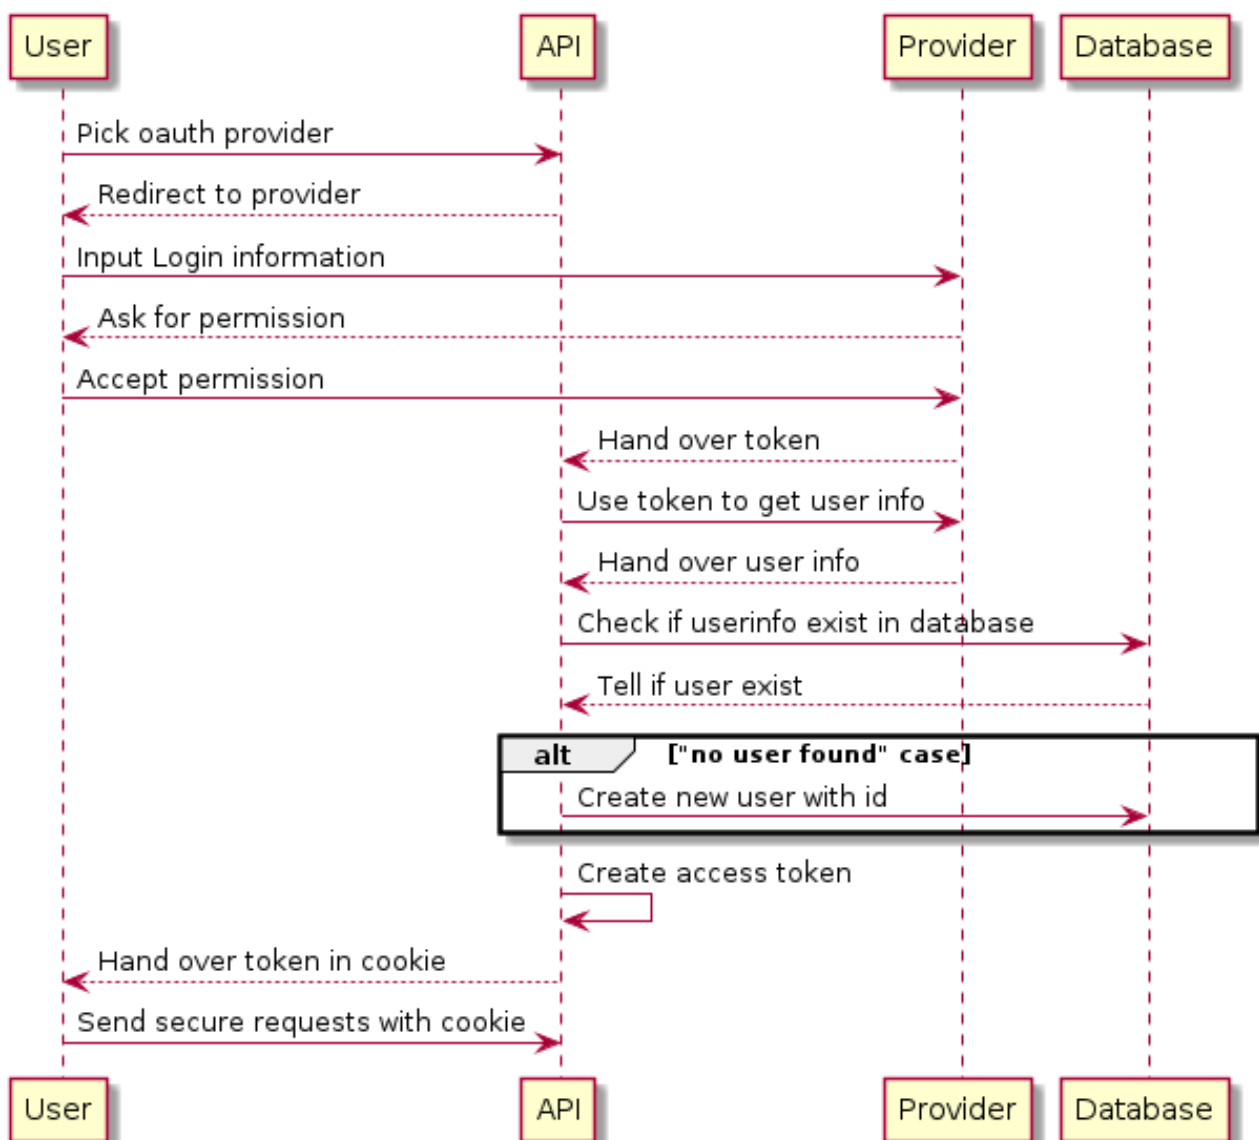 User API Provider Database
Pick oauth provider
Redirect to provider
Input Login information
Ask for permission
Accept permission
Hand over token
Use token to get user info
Hand over user info
Check if userinfo exist in database
Tell if user exist
alt ["no user found" case]
Create new user with id
Create access token
Hand over token in cookie
Send secure requests with cookie
User API Provider Database